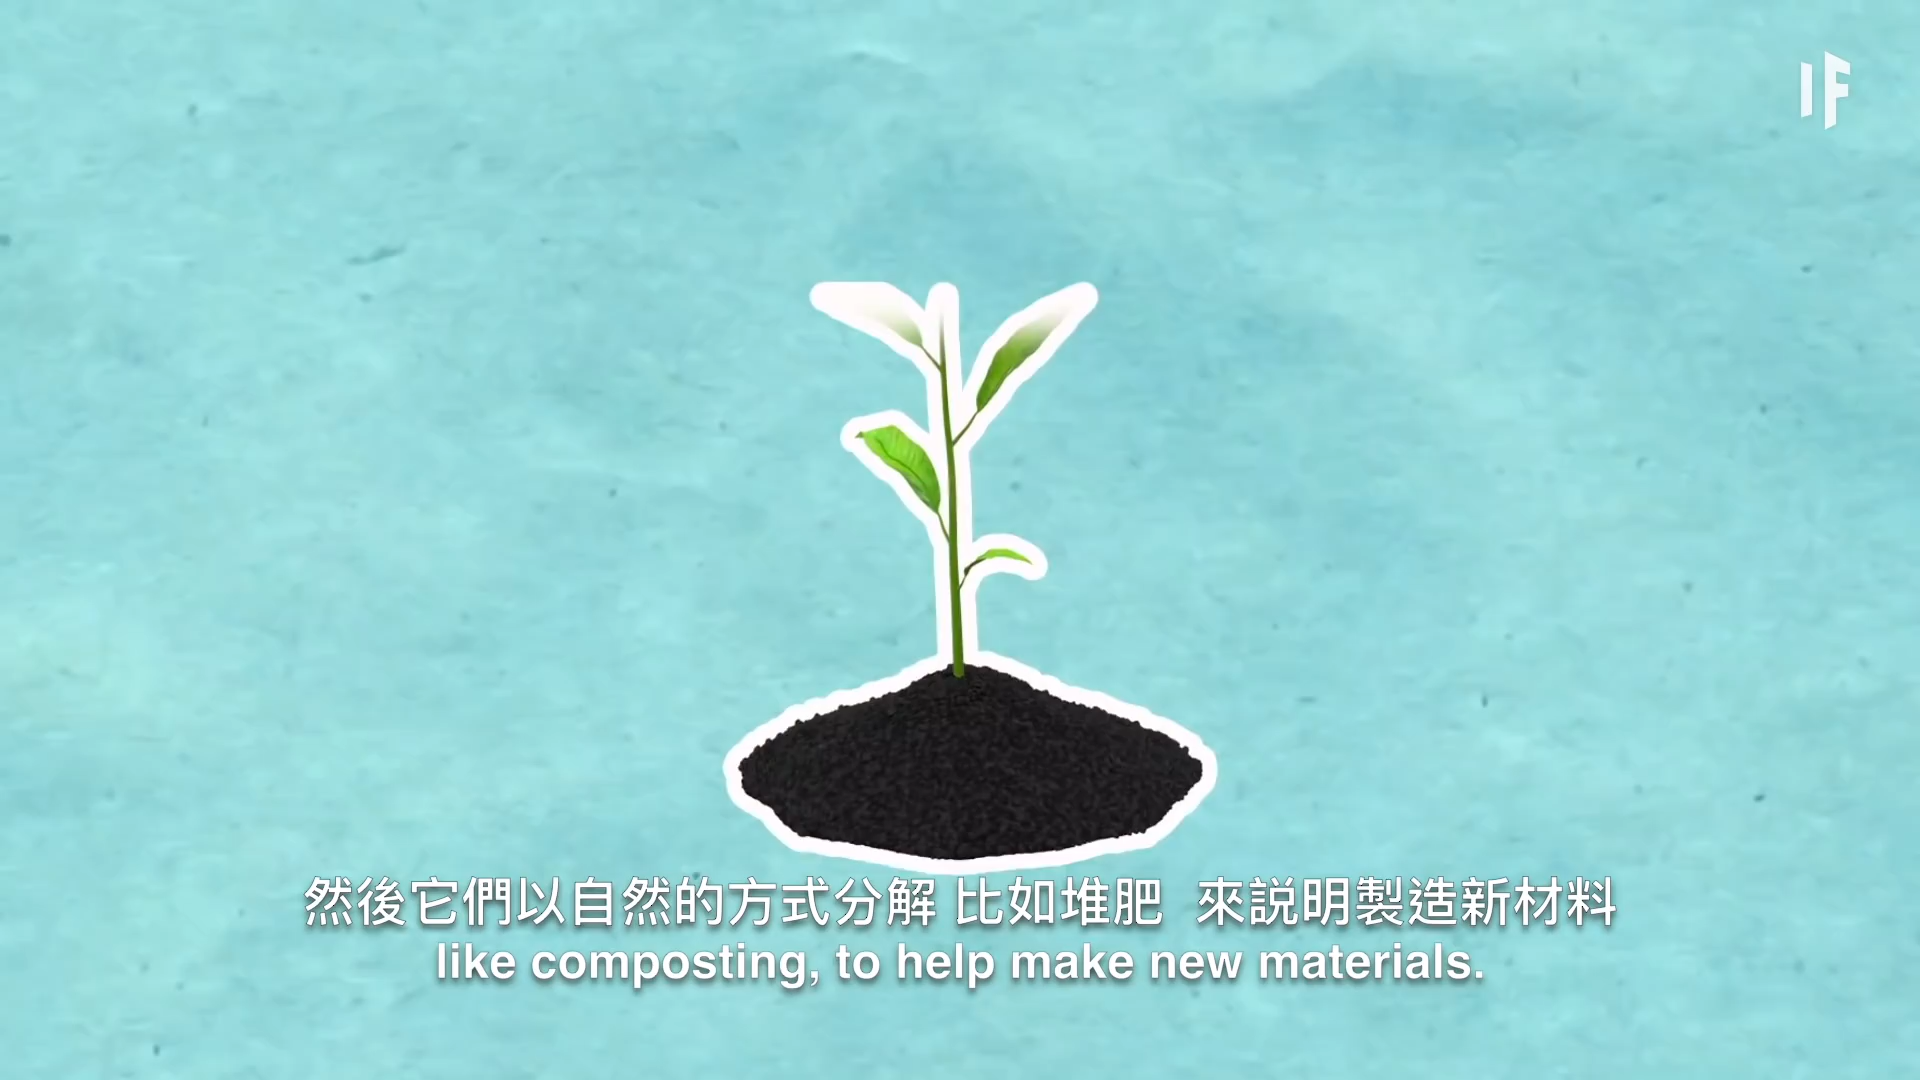 IF
然後它們以自然的方式分解 比如堆肥 來説明製造新材料
like composting, to help make new materials.